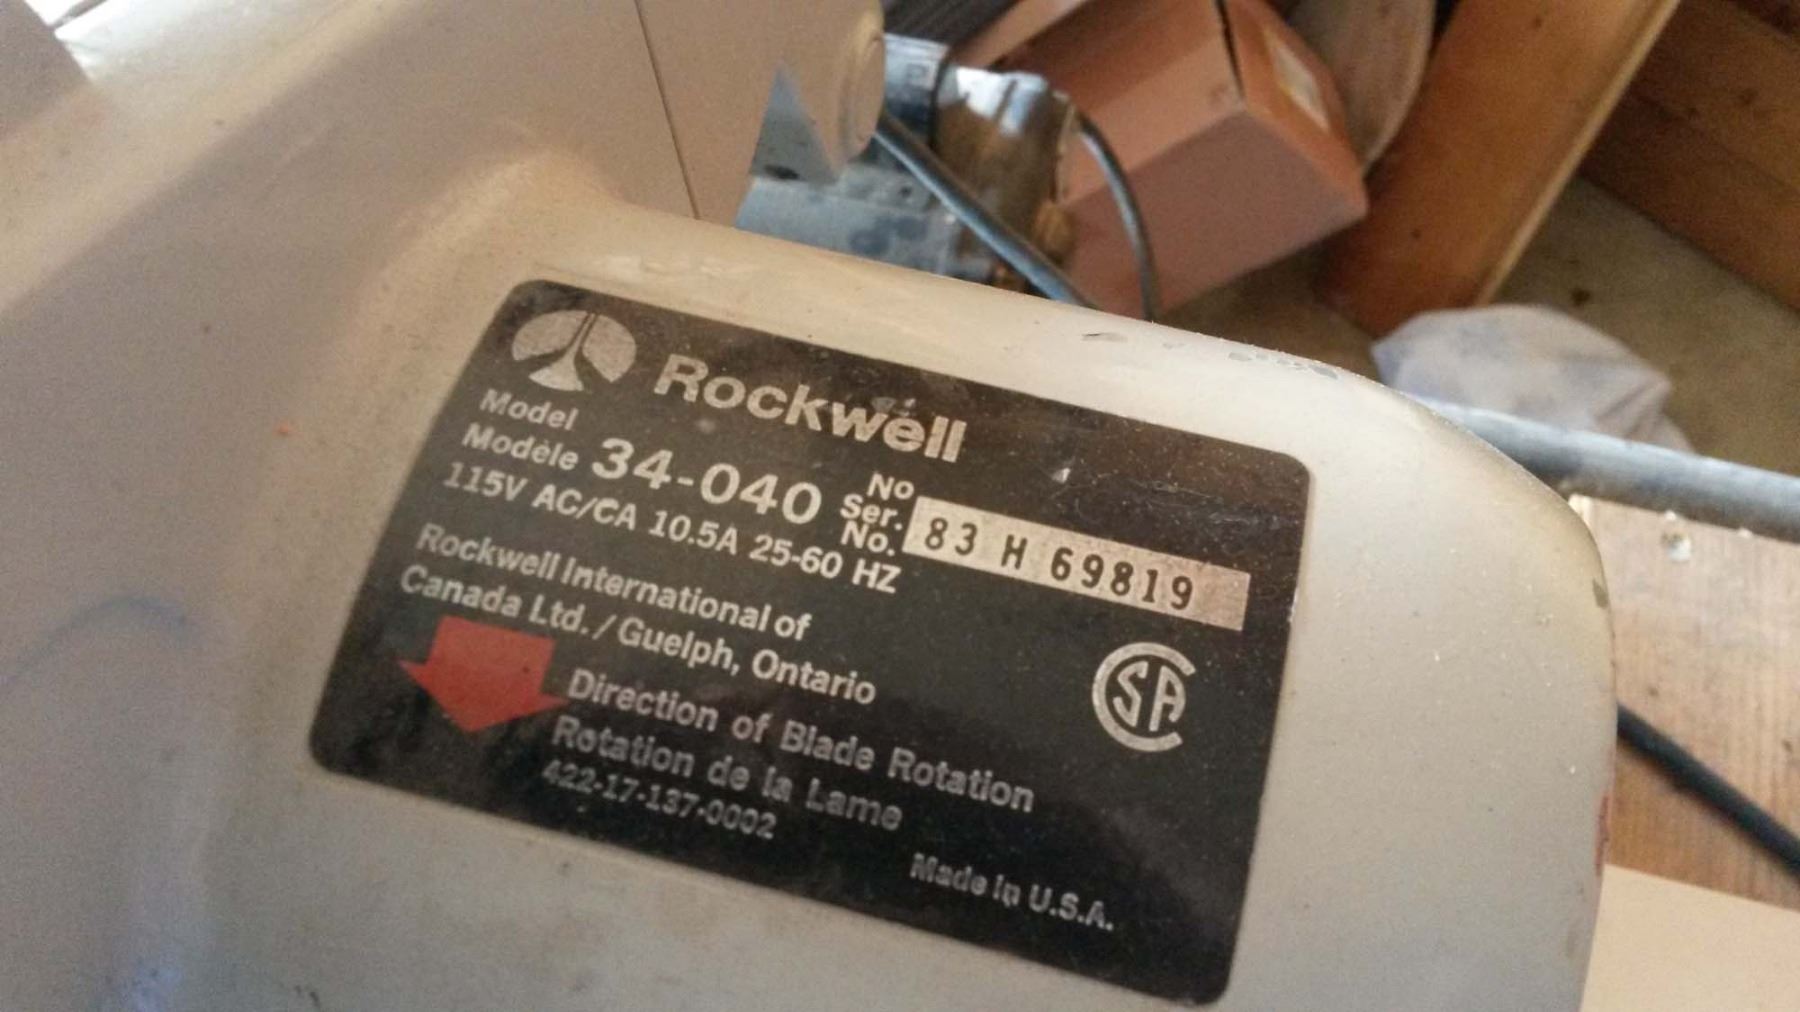 Rockwell
Model
Modèle 34-040
No
Ser.
No. 83 H 69819
115V AC/CA 10.5A 25-60 HZ
Rockwell International of
Canada Ltd. / Guelph, Ontario
SA
Direction of Blade Rotation
Rotation de la Lame
422-17-137-0002
Made in U.S.A.